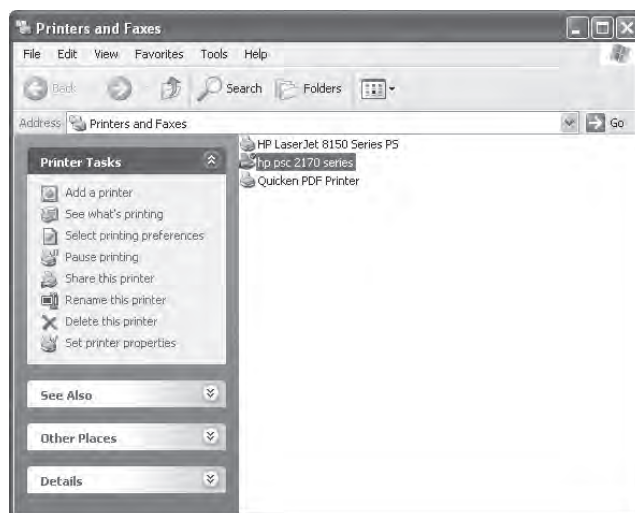 Printers and Faxes
File Edit View Favorites Tools Help
Back Search Folders
Address Printers and Faxes Go
Printer Tasks
Add a printer
See what's printing
Select printing preferences
Pause printing
Share this printer
Rename this printer
Delete this printer
Set printer properties
See Also
Other Places
Details
HP LaserJet 8150 Series PS
hp psc 2170 series
Quicken PDF Printer